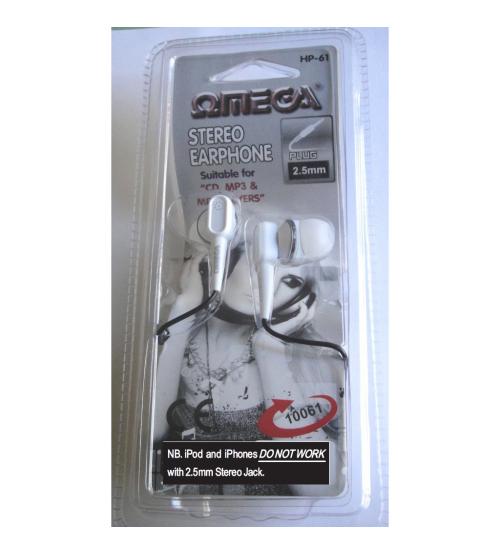 HP-61
ΩMEGA
STEREO
EARPHONE
PLUG
2.5mm
Suitable for
"CD, MP3 &
10061
NB. iPod and iPhones DO NOT WORK
with 2.5mm Stereo Jack.